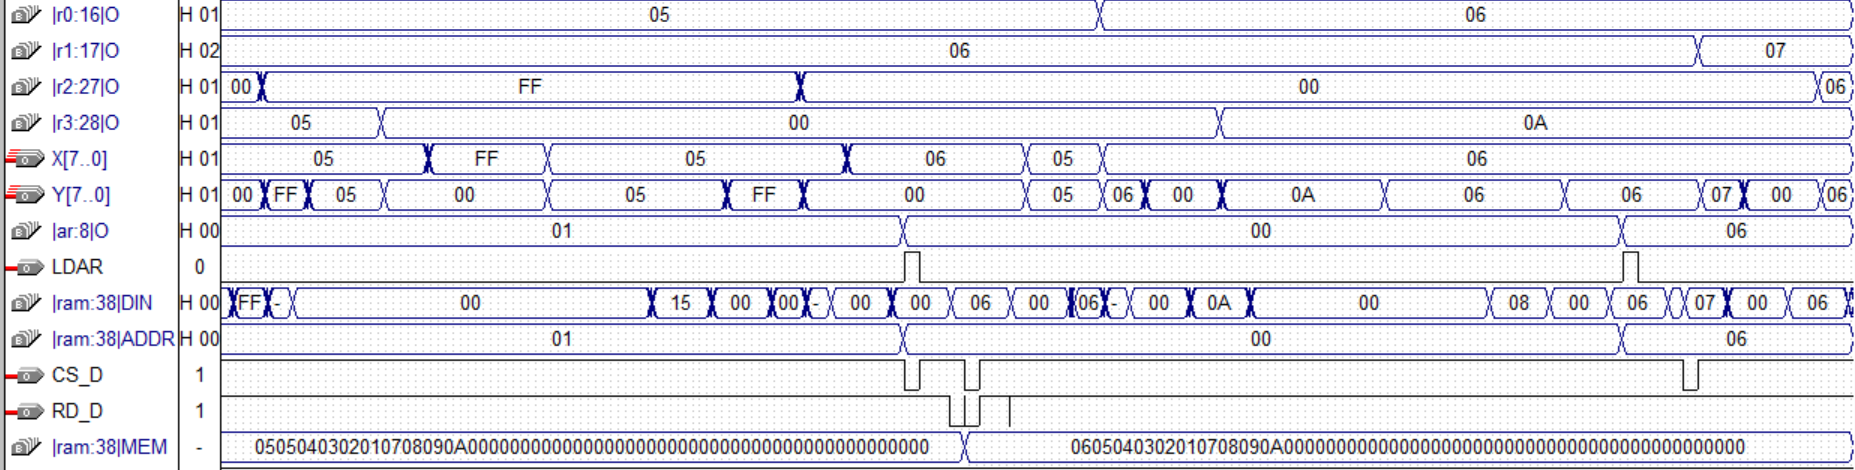 |r0:16|O H 01 05 06
|r1:17|O H 02 06 07
|r2:27|O H 01 00 FF 00 06
|r3:28|O H 01 05 00 0A
X[7..0] H 01 05 FF 05 06 05 06
Y[7..0] H 01 00 FF 05 00 05 FF 00 05 06 00 0A 06 06 07 00 06
|ar:8|O H 00 01 00 06
LDAR 0
|ram:38|DIN H 00 FF - 00 15 00 00 - 00 00 06 00 06 - 00 0A 00 08 00 06 07 00 06
|ram:38|ADDR H 00 01 00 06
CS_D 1
RD_D 1
|ram:38|MEM -